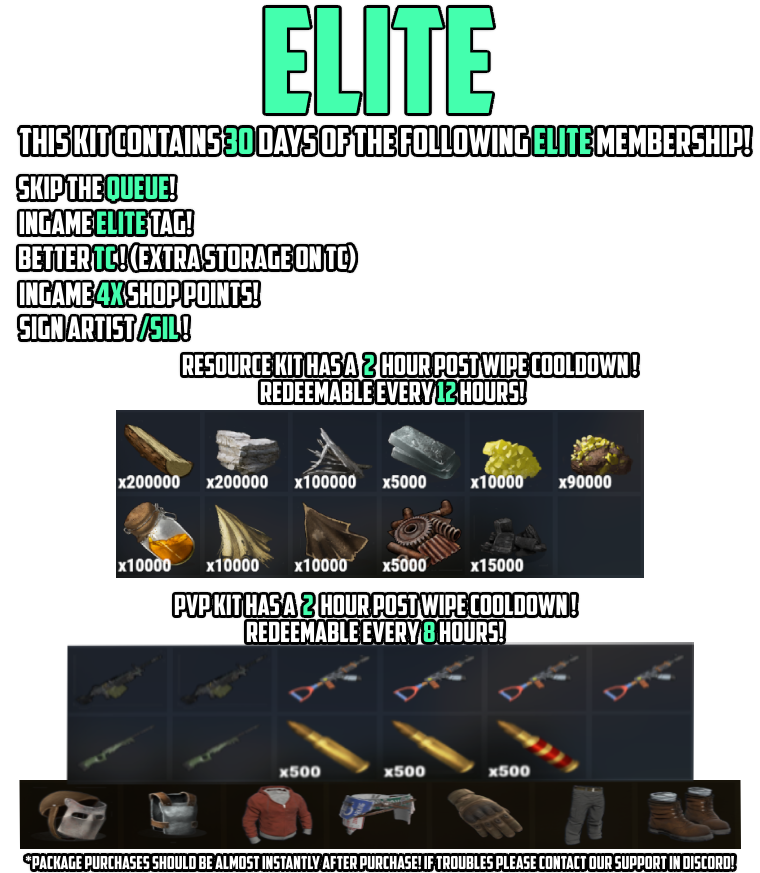 ELITE
THIS KIT CONTAINS 30 DAYS OF THE FOLLOWING ELITE MEMBERSHIP!
SKIP THE QUEUE!
INGAME ELITE TAG!
BETTER TC! (EXTRA STORAGE ON TC)
INGAME 4X SHOP POINTS!
SIGN ARTIST /SIL!
RESOURCE KIT HAS A 2 HOUR POST WIPE COOLDOWN!
REDEEMABLE EVERY 12 HOURS!
x200000 x200000 x100000 x5000 x10000 x90000
x10000 x10000 x10000 x5000 x15000
PVP KIT HAS A 2 HOUR POST WIPE COOLDOWN!
REDEEMABLE EVERY 8 HOURS!
x500 x500 x500
*PACKAGE PURCHASES SHOULD BE ALMOST INSTANTLY AFTER PURCHASE! IF TROUBLES PLEASE CONTACT OUR SUPPORT IN DISCORD!